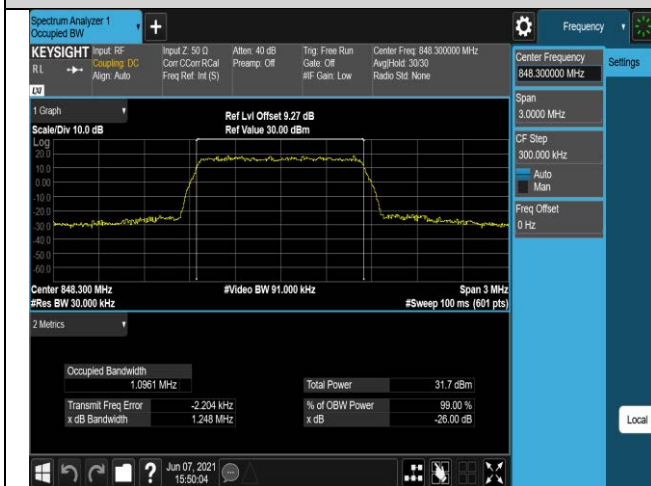 Spectrum Analyzer 1
Occupied BW
+
Frequency
KEYSIGHT
RL
LXI
Input: RF
Coupling: DC
Align: Auto
Input Z: 50 Ω
Corr CCorr RCal
Freq Ref: Int (S)
Atten: 40 dB
Preamp: Off
Trig: Free Run
Gate: Off
#IF Gain: Low
Center Freq: 848.300000 MHz
Avg|Hold: 30/30
Radio Std: None
Center Frequency
848.300000 MHz
Settings
Span
3.0000 MHz
CF Step
300.000 kHz
Auto
Man
Freq Offset
0 Hz
Local
1 Graph
Scale/Div 10.0 dB
Ref Lvl Offset 9.27 dB
Ref Value 30.00 dBm
Log
20.0
10.0
0.00
-10.0
-20.0
-30.0
-40.0
-50.0
-60.0
Center 848.300 MHz
#Res BW 30.000 kHz
#Video BW 91.000 kHz
Span 3 MHz
#Sweep 100 ms (601 pts)
2 Metrics
Occupied Bandwidth
1.0961 MHz
Total Power 31.7 dBm
Transmit Freq Error -2.204 kHz
% of OBW Power 99.00 %
x dB Bandwidth 1.248 MHz
x dB -26.00 dB
?
Jun 07, 2021
15:50:04